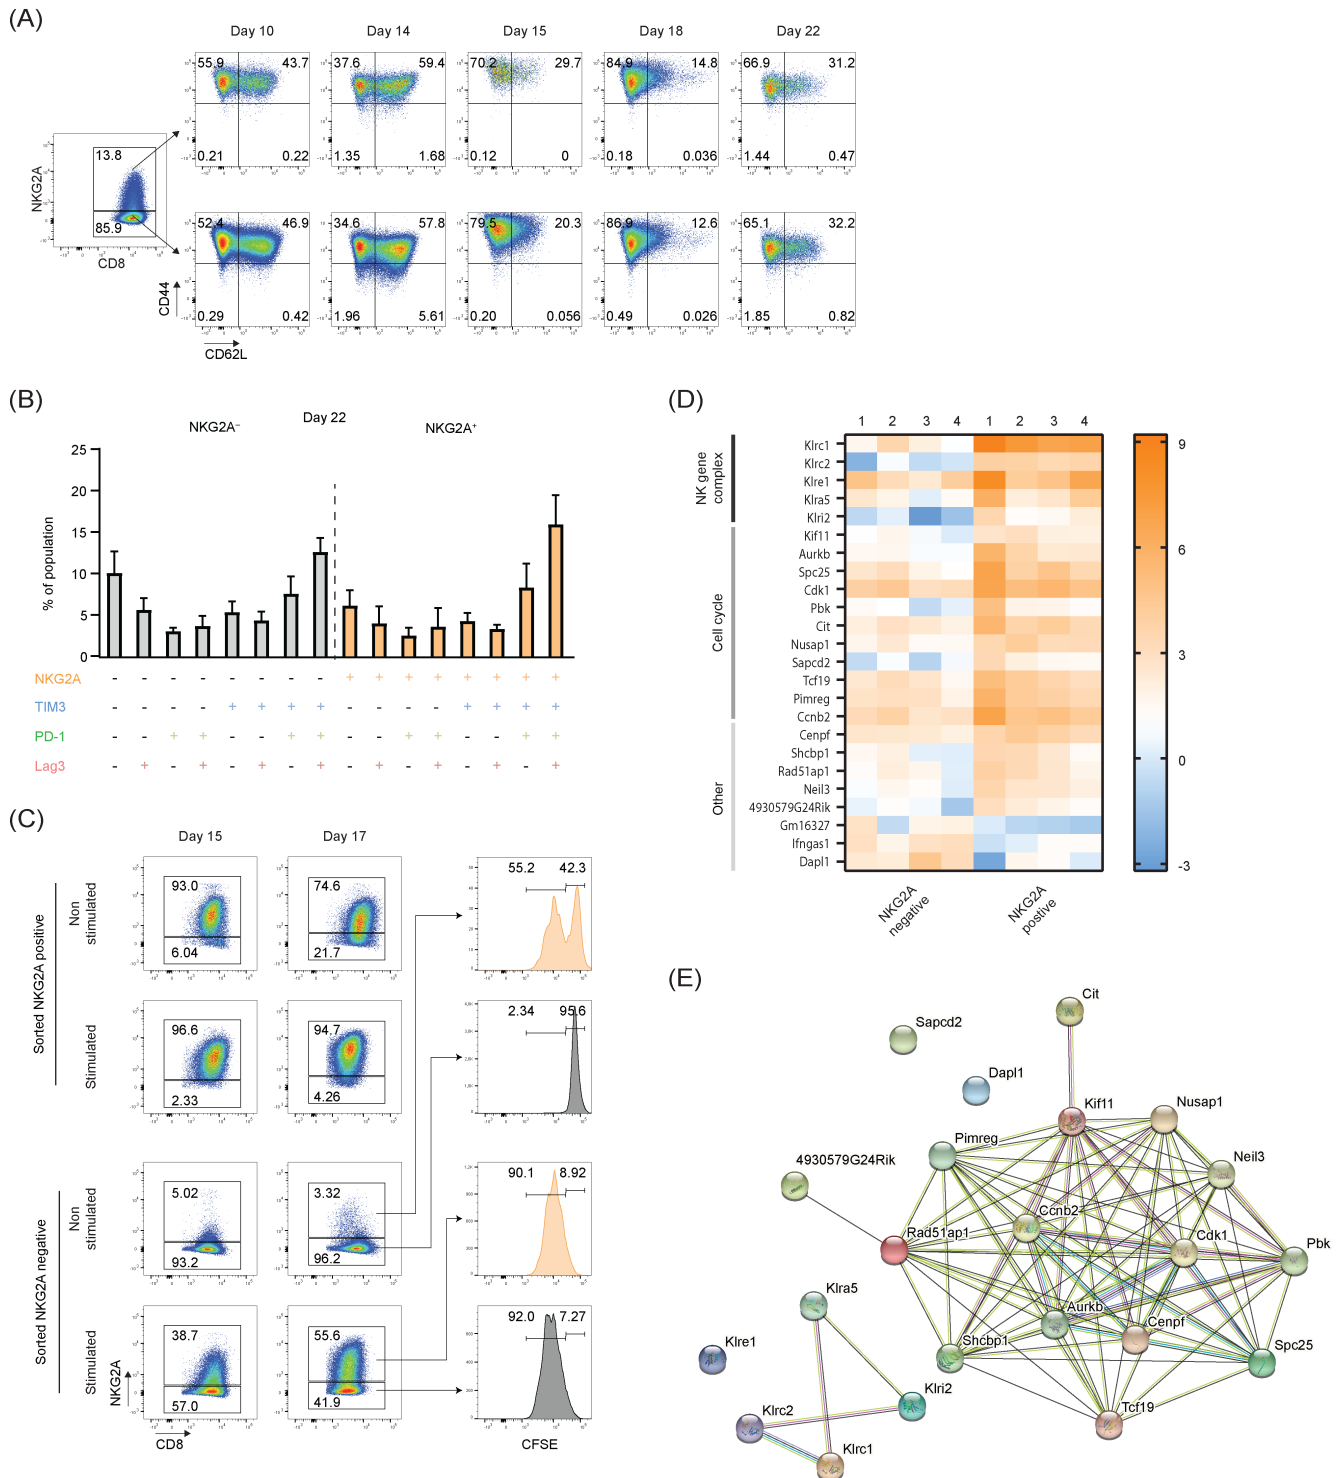 (A)
Day 10 Day 14 Day 15 Day 18 Day 22
55.9 43.7 37.6 59.4 70.2 29.7 84.9 14.8 66.9 31.2
0.21 0.22 1.35 1.68 0.12 0 0.18 0.036 1.44 0.47
NKG2A
13.8
85.9
CD8
52.4 46.9 34.6 57.8 79.5 20.3 86.9 12.6 65.1 32.2
0.29 0.42 1.96 5.61 0.20 0.056 0.49 0.026 1.85 0.82
CD44
CD62L
(B)
NKG2A⁻ Day 22 NKG2A⁺
% of population
25
20
15
10
5
0
NKG2A - - - - - - - - + + + + + + + +
TIM3 - - - - + + + + - - - - + + + +
PD-1 - - + + - - + + - - + + - - + +
Lag3 - + - + - + - + - + - + - + - +
(C)
Day 15 Day 17
Sorted NKG2A positive
Non stimulated
93.0 74.6 55.2 42.3
6.04 21.7
Stimulated
96.6 94.7 2.34 95.6
2.33 4.26
Sorted NKG2A negative
Non stimulated
5.02 3.32 90.1 8.92
93.2 96.2
Stimulated
38.7 55.6 92.0 7.27
57.0 41.9
NKG2A
CD8
CFSE
(D)
1 2 3 4 1 2 3 4
NK gene complex
Klrc1
Klrc2
Klre1
Klra5
Klri2
Cell cycle
Kif11
Aurkb
Spc25
Cdk1
Pbk
Cit
Nusap1
Sapcd2
Tcf19
Pimreg
Ccnb2
Other
Cenpf
Shcbp1
Rad51ap1
Neil3
4930579G24Rik
Gm16327
Ifngas1
Dapl1
9
6
3
0
-3
NKG2A negative
NKG2A postive
(E)
Cit
Sapcd2
Dapl1
Kif11
Nusap1
Pimreg
Neil3
4930579G24Rik
Ccnb2
Rad51ap1
Cdk1
Pbk
Klra5
Aurkb
Cenpf
Klre1
Shcbp1
Spc25
Klri2
Klrc2
Tcf19
Klrc1